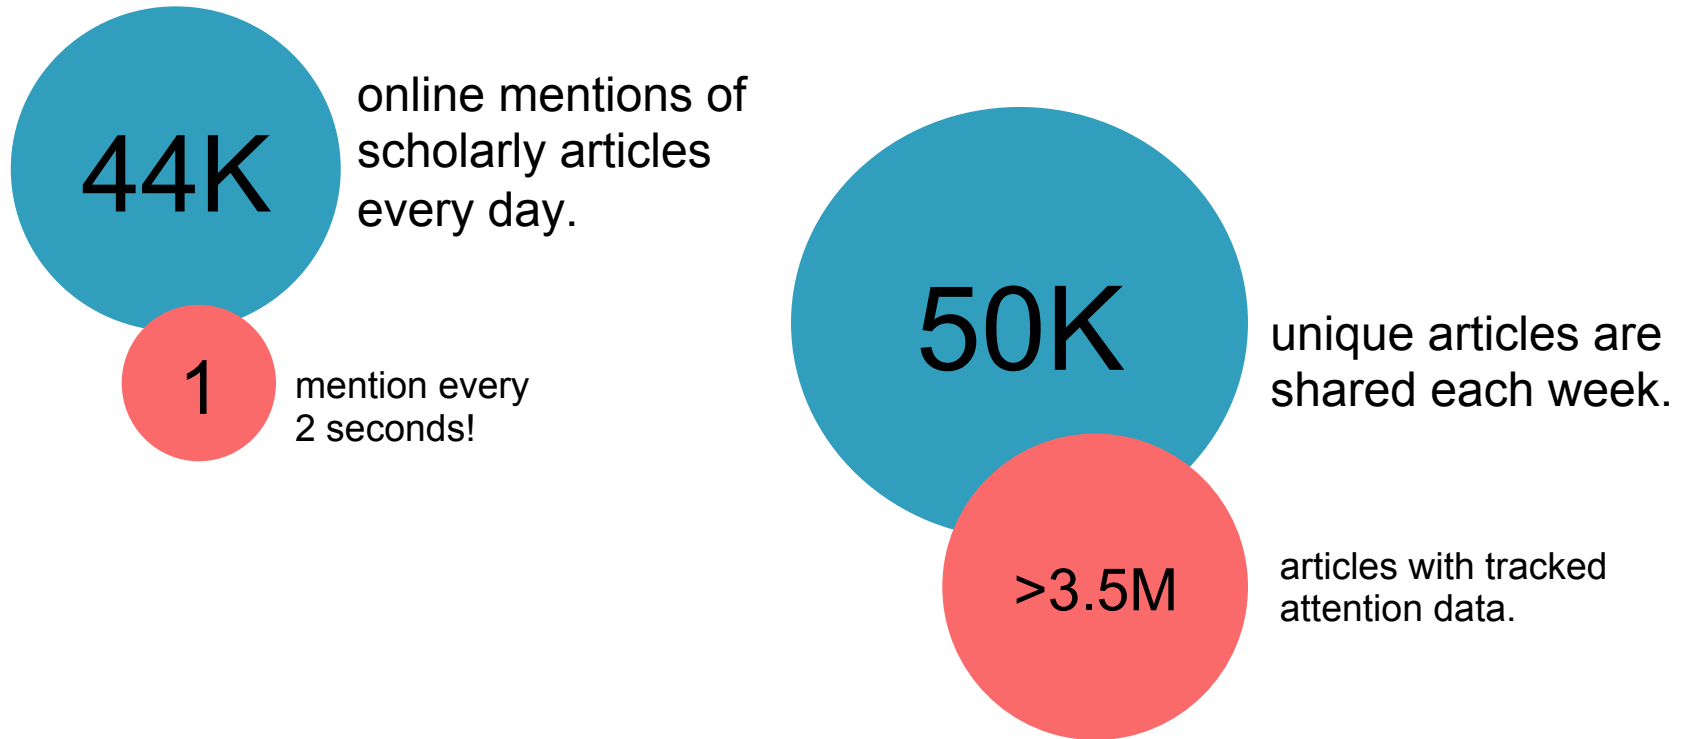 44K
online mentions of
scholarly articles
every day.
1
mention every
2 seconds!
50K
unique articles are
shared each week.
>3.5M
articles with tracked
attention data.